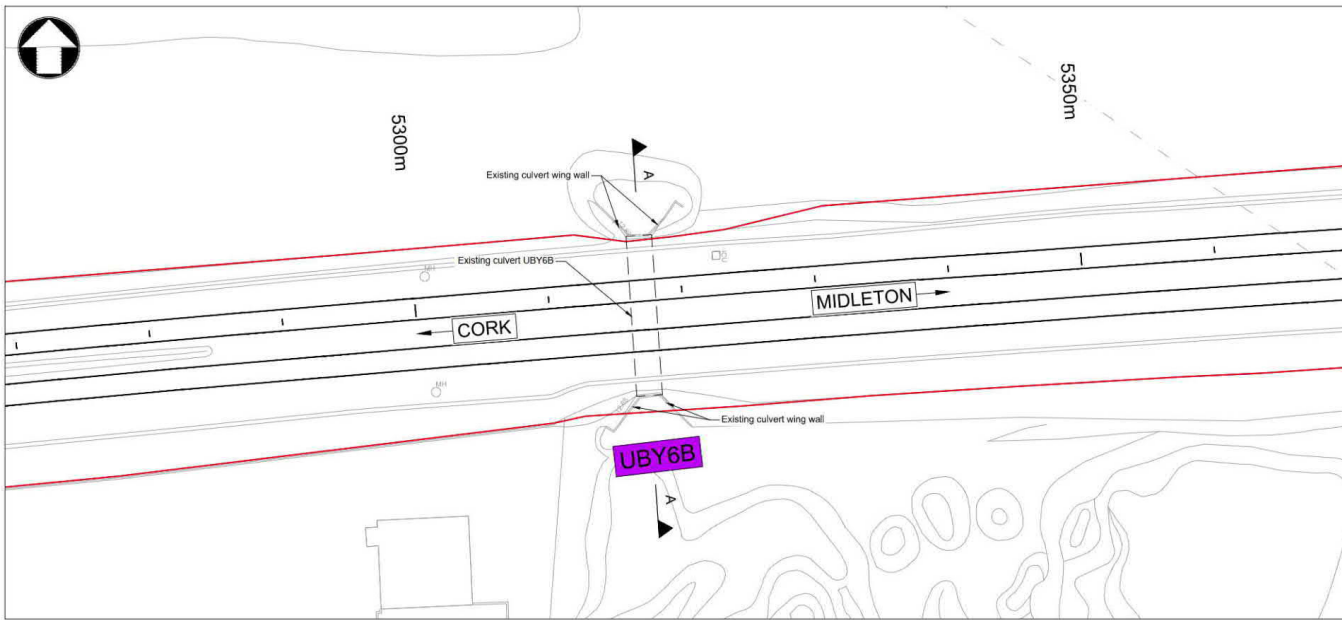 5350m
5300m
A
Existing culvert wing wall
Existing culvert UBY6B
MH
MIDLETON
CORK
MH
Existing culvert wing wall
UBY6B
A